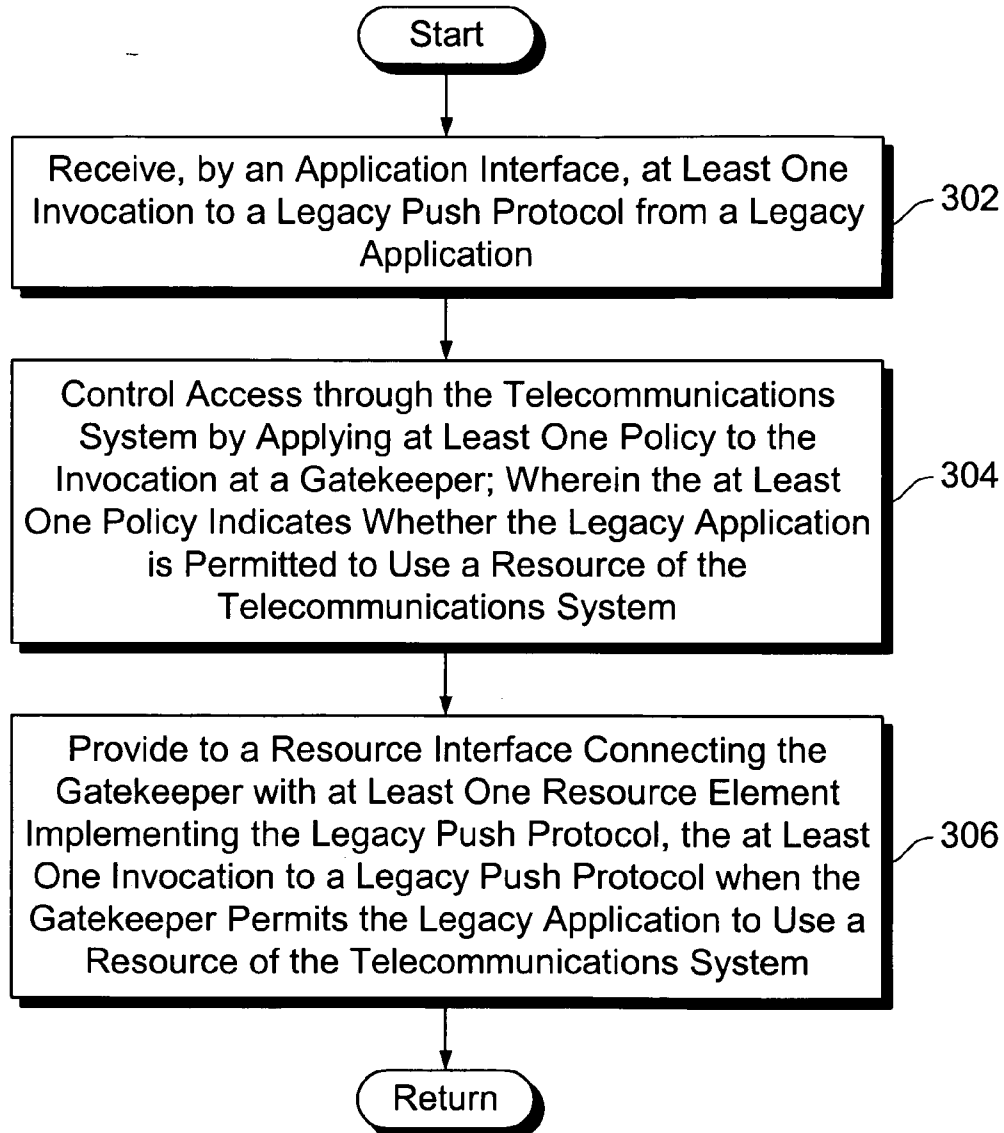 Start
Receive, by an Application Interface, at Least One
Invocation to a Legacy Push Protocol from a Legacy
Application
302
Control Access through the Telecommunications
System by Applying at Least One Policy to the
Invocation at a Gatekeeper; Wherein the at Least
One Policy Indicates Whether the Legacy Application
is Permitted to Use a Resource of the
Telecommunications System
304
Provide to a Resource Interface Connecting the
Gatekeeper with at Least One Resource Element
Implementing the Legacy Push Protocol, the at Least
One Invocation to a Legacy Push Protocol when the
Gatekeeper Permits the Legacy Application to Use a
Resource of the Telecommunications System
306
Return